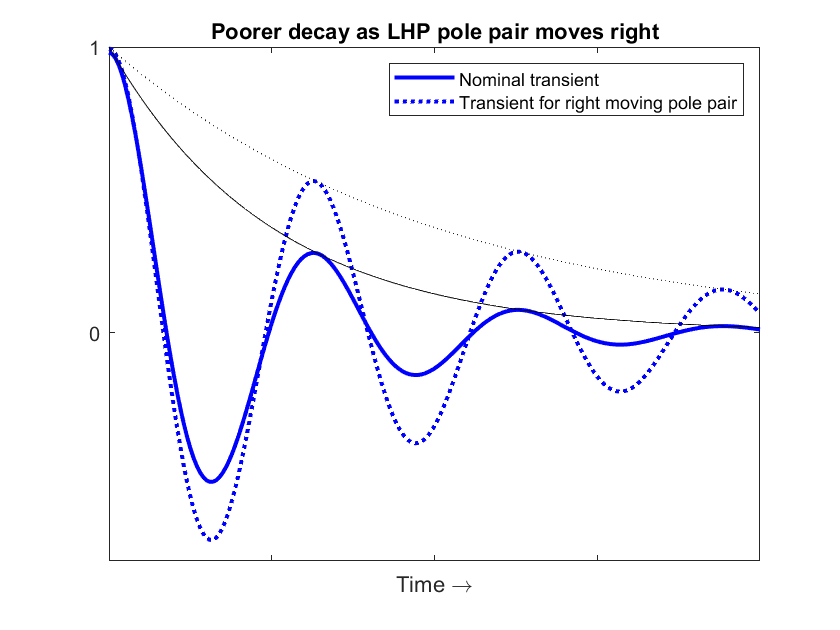 Poorer decay as LHP pole pair moves right
1
Nominal transient
Transient for right moving pole pair
0
Time →